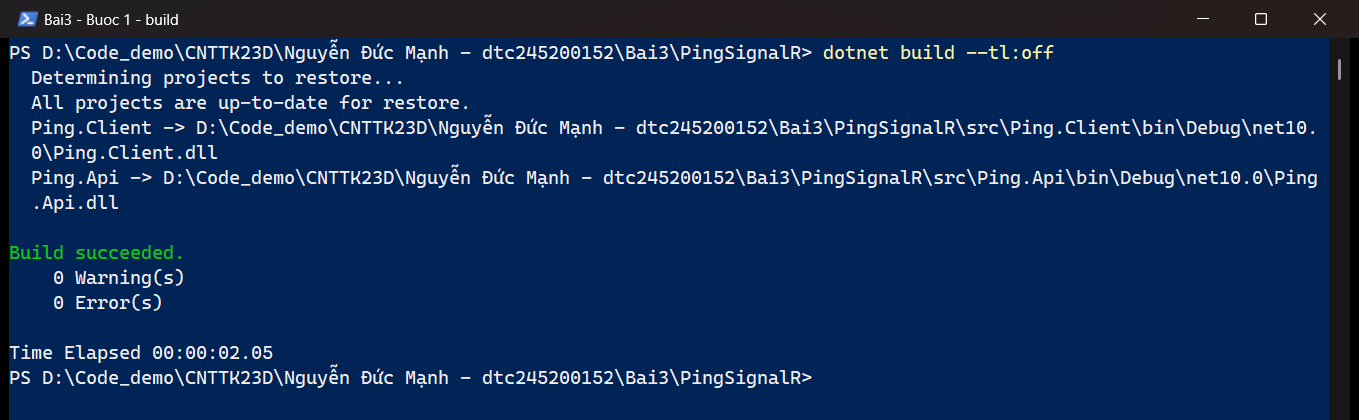 Bai3 - Buoc 1 - build
PS D:\Code_demo\CNTTK23D\Nguyễn Đức Mạnh - dtc245200152\Bai3\PingSignalR> dotnet build --tl:off
  Determining projects to restore...
  All projects are up-to-date for restore.
  Ping.Client -> D:\Code_demo\CNTTK23D\Nguyễn Đức Mạnh - dtc245200152\Bai3\PingSignalR\src\Ping.Client\bin\Debug\net10.
  0\Ping.Client.dll
  Ping.Api -> D:\Code_demo\CNTTK23D\Nguyễn Đức Mạnh - dtc245200152\Bai3\PingSignalR\src\Ping.Api\bin\Debug\net10.0\Ping
  .Api.dll
Build succeeded.
    0 Warning(s)
    0 Error(s)
Time Elapsed 00:00:02.05
PS D:\Code_demo\CNTTK23D\Nguyễn Đức Mạnh - dtc245200152\Bai3\PingSignalR>